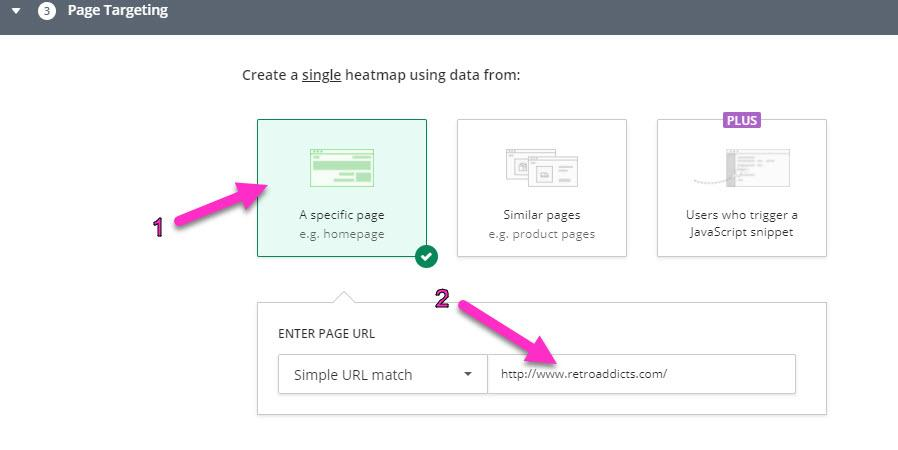 3 Page Targeting
Create a single heatmap using data from:
PLUS
A specific page
e.g. homepage
Similar pages
e.g. product pages
Users who trigger a
JavaScript snippet
1
2
ENTER PAGE URL
Simple URL match
http://www.retroaddicts.com/